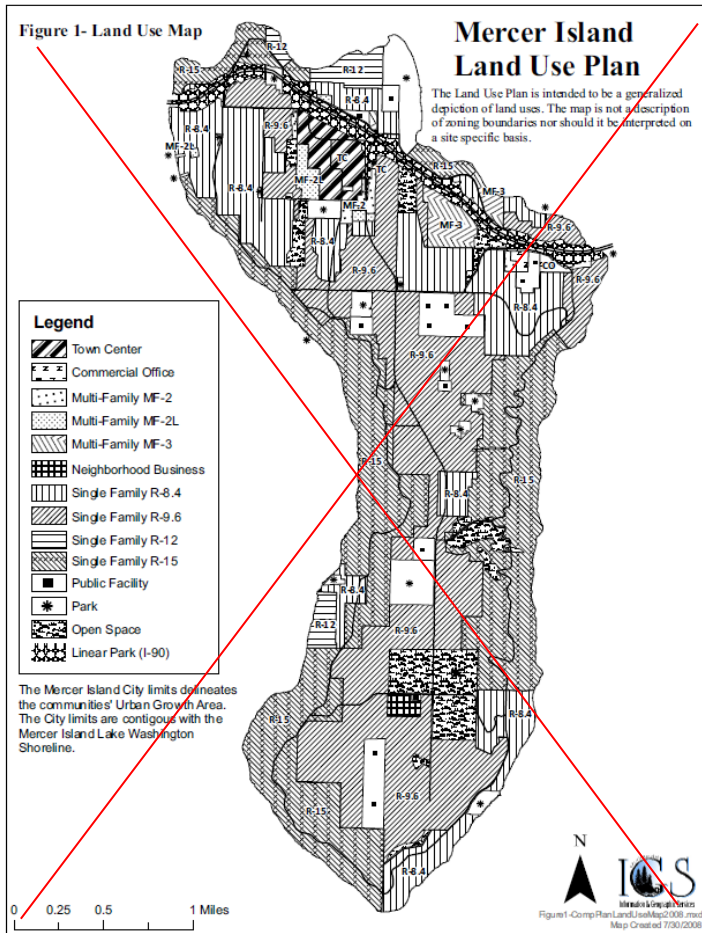 Figure 1- Land Use Map
Mercer Island
Land Use Plan
The Land Use Plan is intended to be a generalized
depiction of land uses. The map is not a description
of zoning boundaries nor should it be interpreted on
a site specific basis.
R-12
R-15
R-12
R-8.4
R-8.4
R-9.6
MF-2L
TC
TC
R-15
MF-2L
R-8.4
MF-3
MF-2
MF-3
R-9.6
R-8.4
R-9.6
CO
R-9.6
R-8.4
R-9.6
Legend
Town Center
Commercial Office
Multi-Family MF-2
Multi-Family MF-2L
Multi-Family MF-3
Neighborhood Business
Single Family R-8.4
Single Family R-9.6
Single Family R-12
Single Family R-15
Public Facility
Park
Open Space
Linear Park (I-90)
R-15
R-8.4
R-15
R-8.4
R-12
R-9.6
The Mercer Island City limits delineates
the communities' Urban Growth Area.
The City limits are contigous with the
Mercer Island Lake Washington
Shoreline.
R-15
R-8.4
R-9.6
R-15
R-8.4
N
IGS
Information & Geographic Services
Figure1-CompPlanLandUseMap2008.mxd
Map Created 7/30/2008
0 0.25 0.5 1 Miles